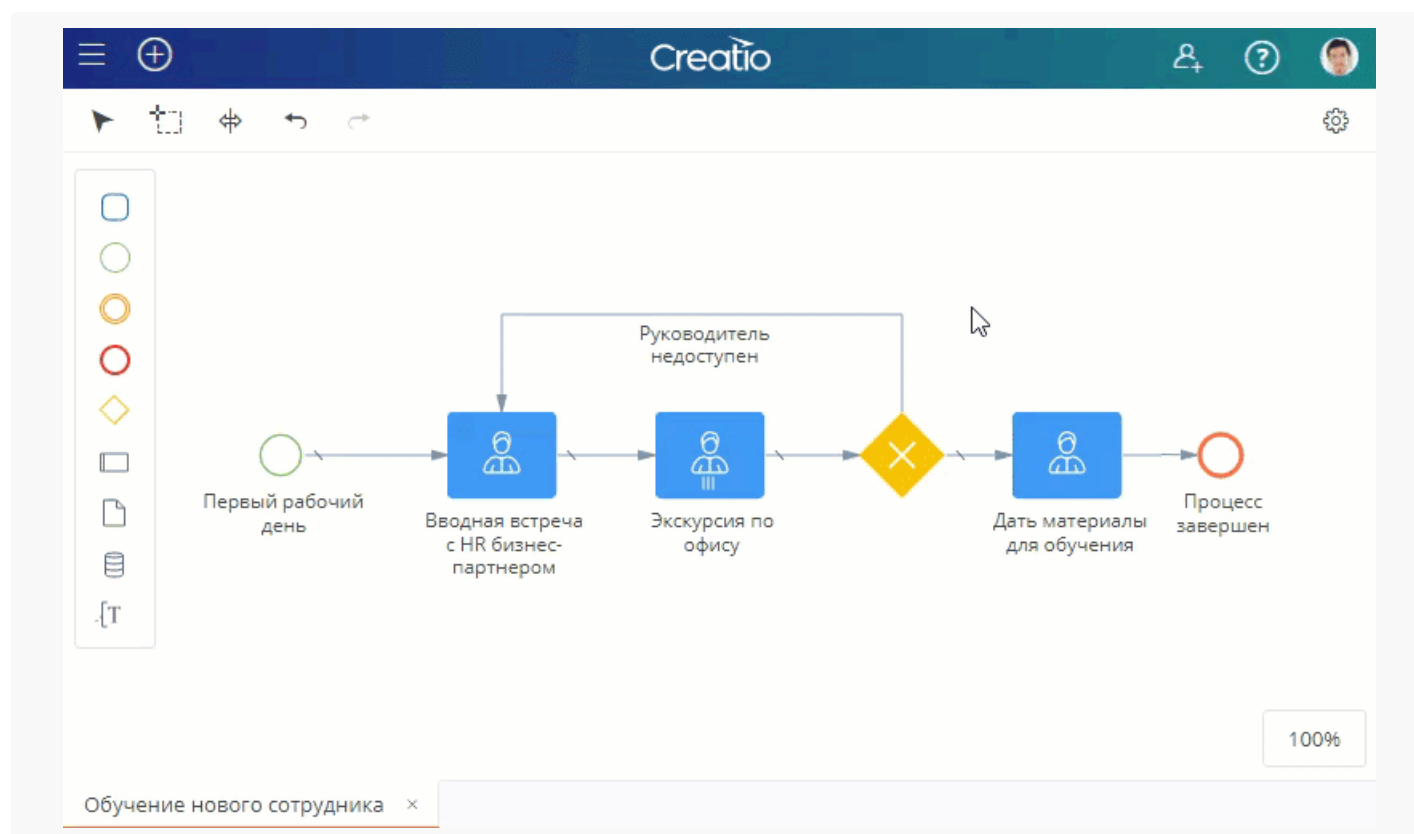 Creatio
Руководитель
недоступен
Первый рабочий
день
Вводная встреча
с HR бизнес-
партнером
Экскурсия по
офису
Дать материалы
для обучения
Процесс
завершен
T
100%
Обучение нового сотрудника ×